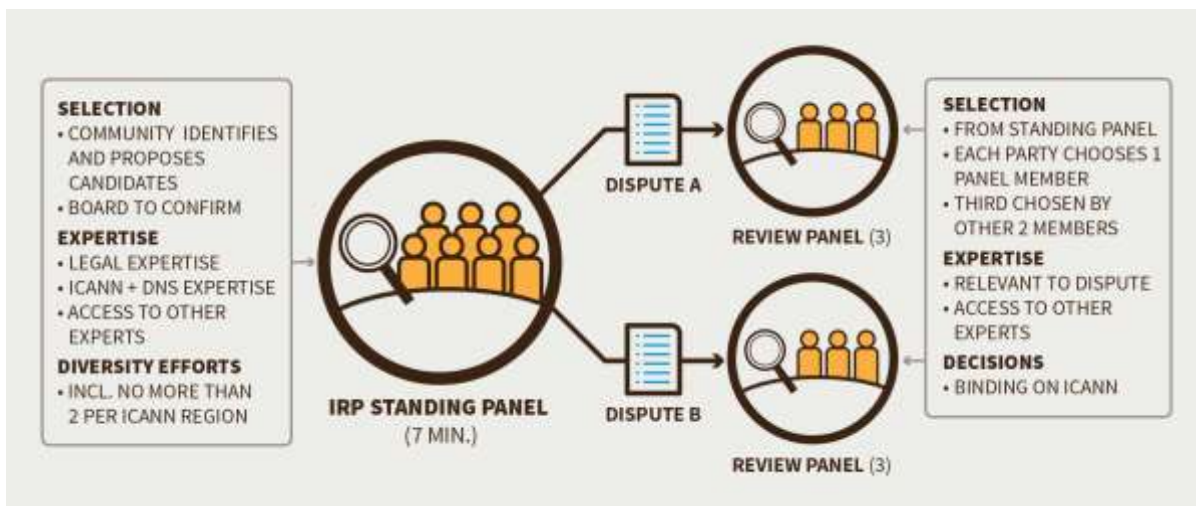 SELECTION
• COMMUNITY IDENTIFIES
AND PROPOSES
CANDIDATES
• BOARD TO CONFIRM
EXPERTISE
• LEGAL EXPERTISE
• ICANN + DNS EXPERTISE
• ACCESS TO OTHER
EXPERTS
DIVERSITY EFFORTS
• INCL. NO MORE THAN
2 PER ICANN REGION
IRP STANDING PANEL
(7 MIN.)
DISPUTE A
REVIEW PANEL (3)
DISPUTE B
REVIEW PANEL (3)
SELECTION
• FROM STANDING PANEL
• EACH PARTY CHOOSES 1
PANEL MEMBER
• THIRD CHOSEN BY
OTHER 2 MEMBERS
EXPERTISE
• RELEVANT TO DISPUTE
• ACCESS TO OTHER
EXPERTS
DECISIONS
• BINDING ON ICANN